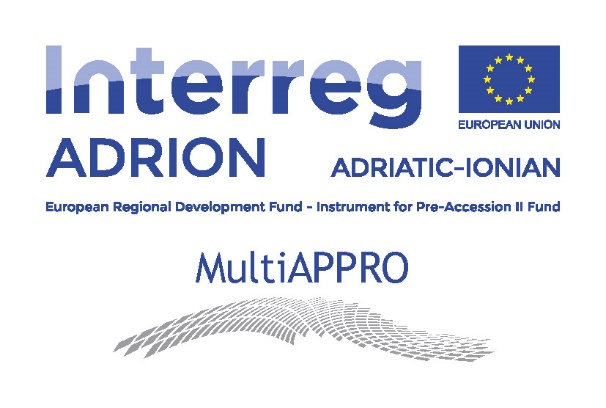 Interreg
EUROPEAN UNION
ADRION ADRIATIC-IONIAN
European Regional Development Fund - Instrument for Pre-Accession II Fund
MultiAPPRO